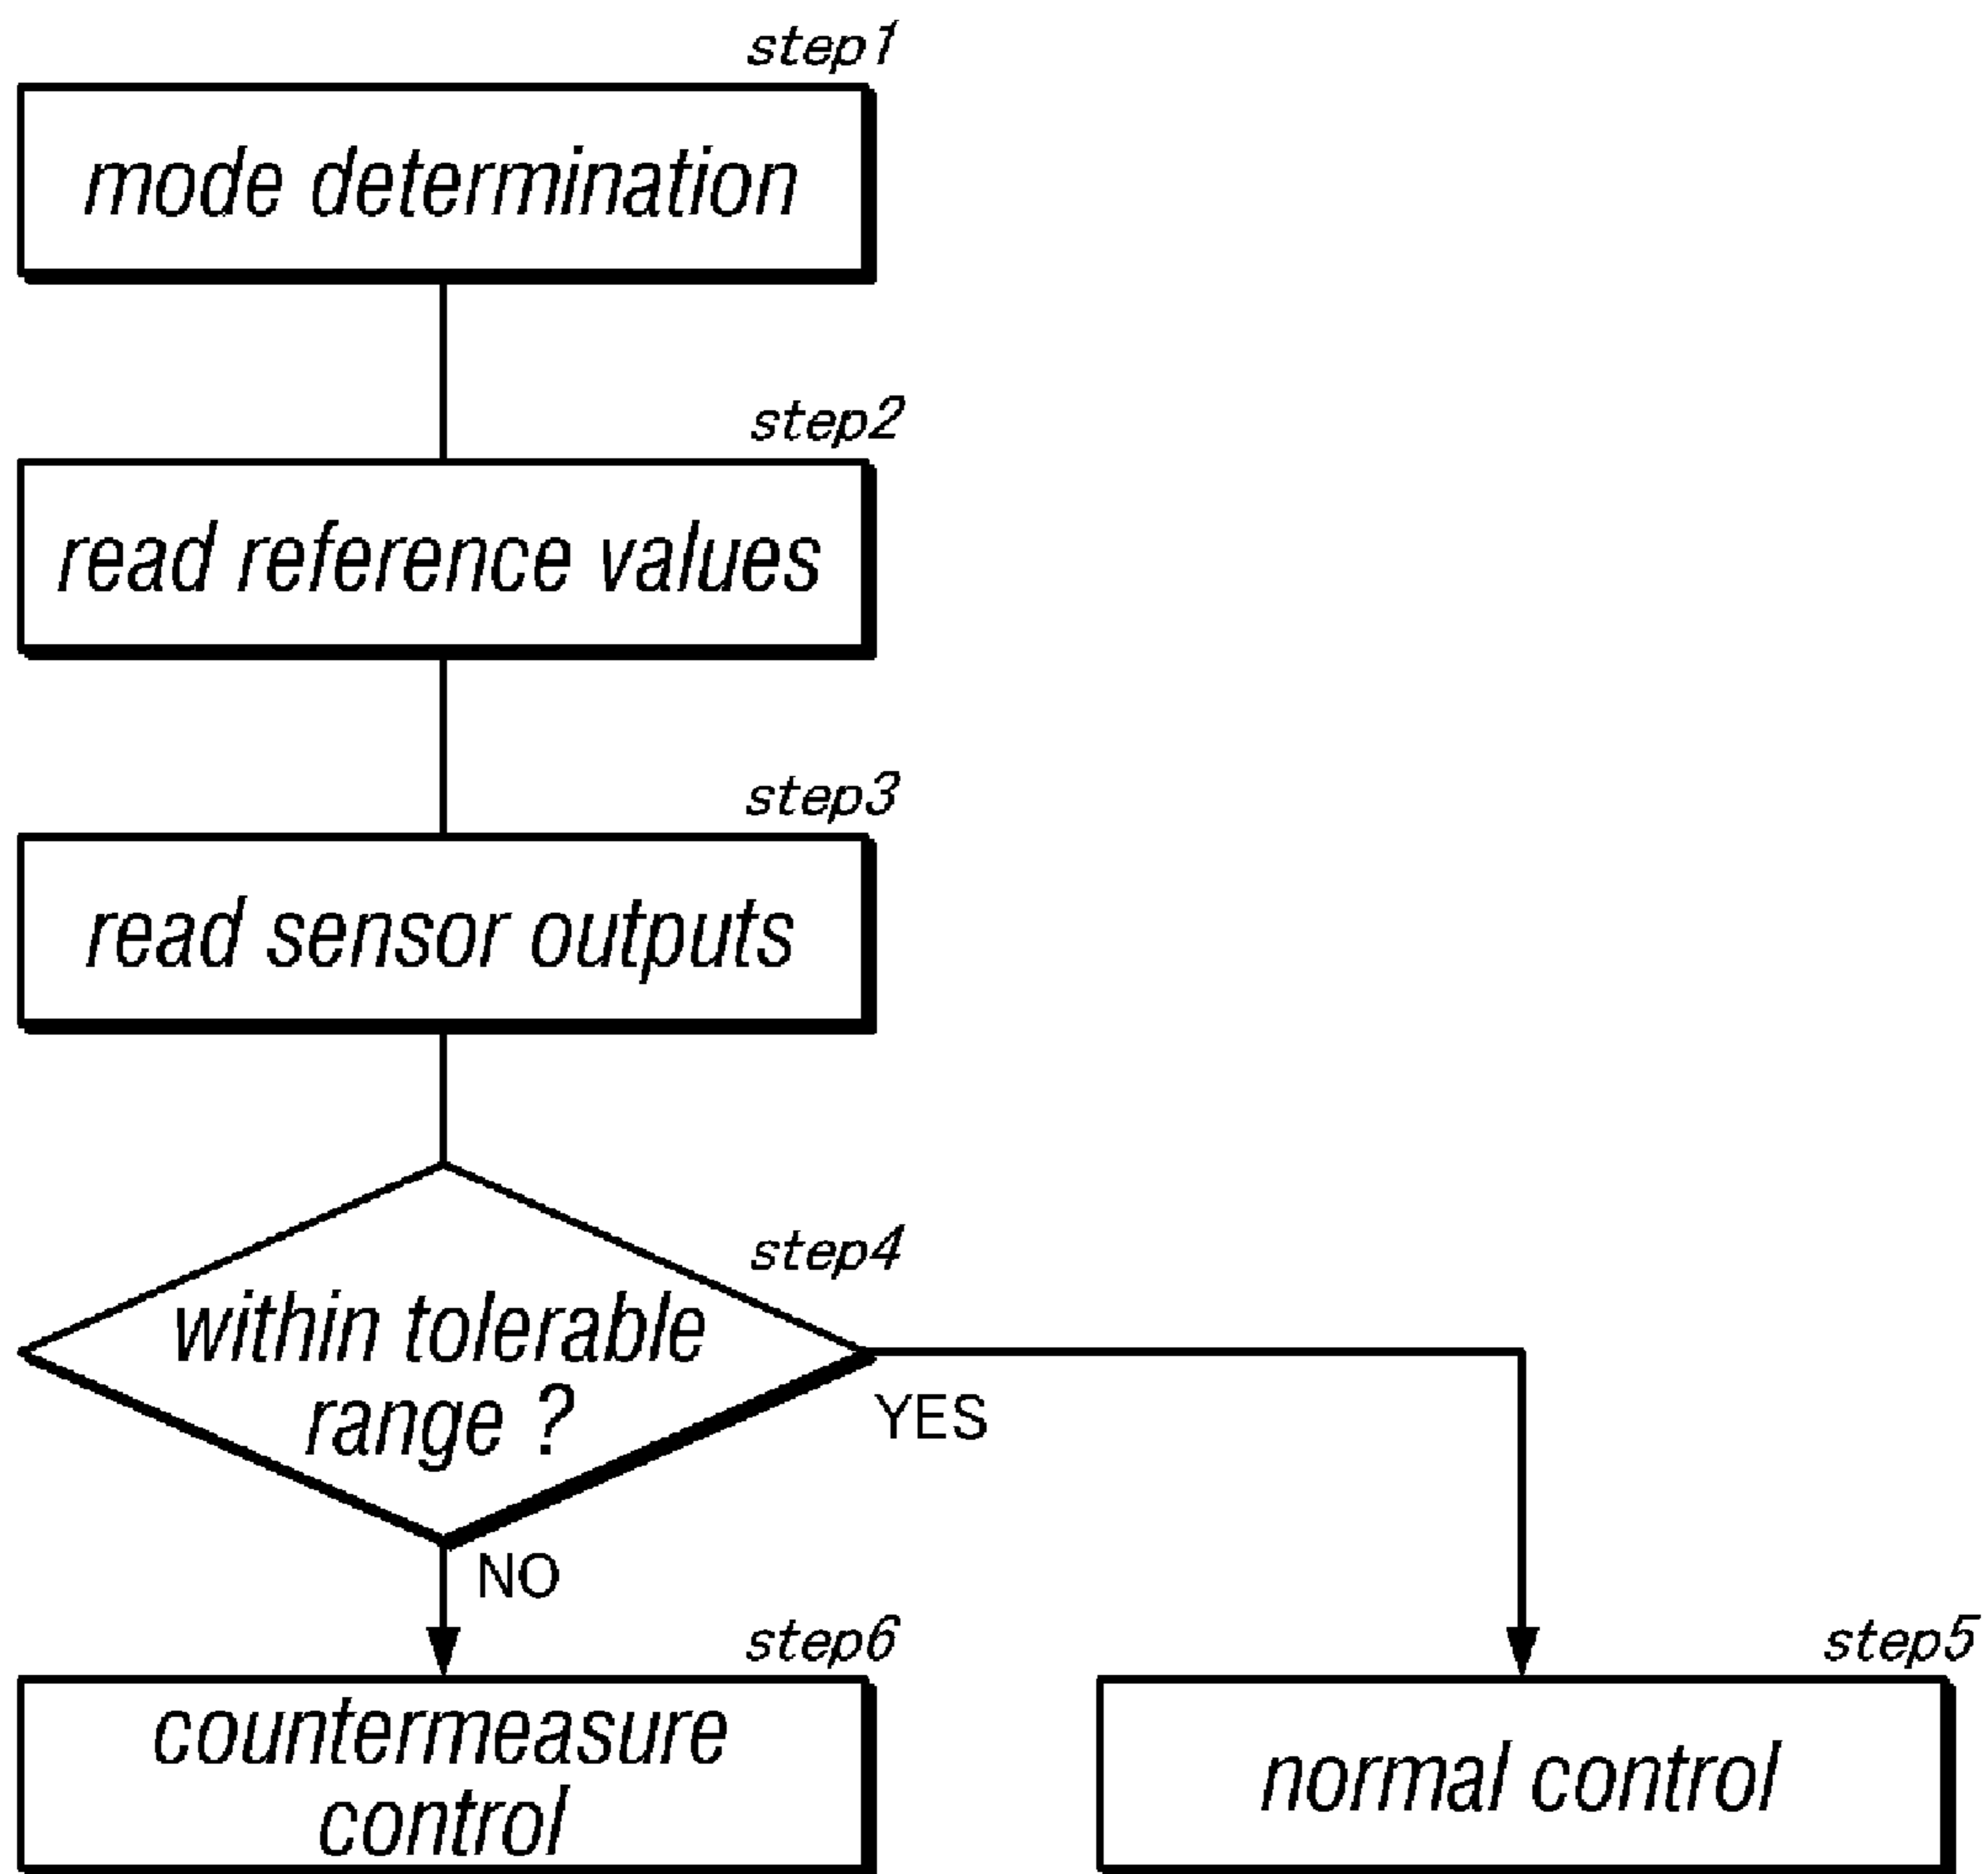 step1
mode determination
step2
read reference values
step3
read sensor outputs
step4
within tolerable
range ?
YES
NO
step6
countermeasure
control
step5
normal control